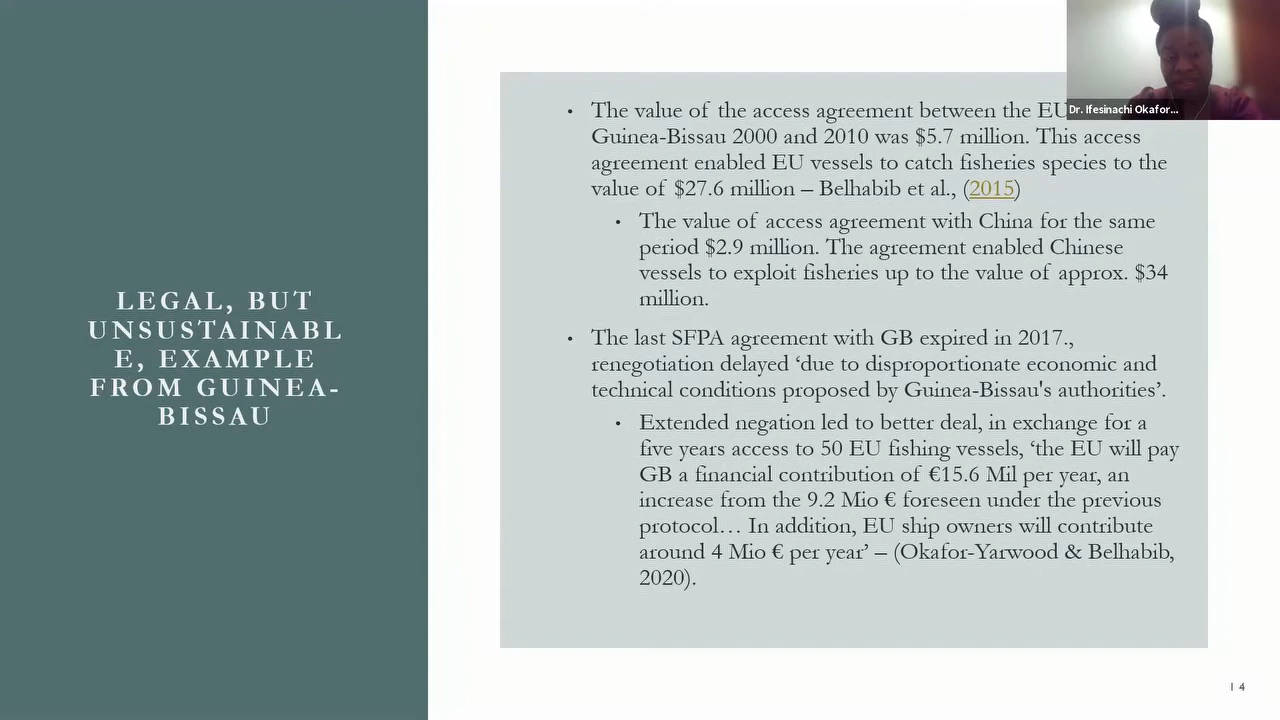 LEGAL, BUT
UNSUSTAINABL
E, EXAMPLE
FROM GUINEA-
BISSAU
• The value of the access agreement between the EU
Guinea-Bissau 2000 and 2010 was $5.7 million. This access
agreement enabled EU vessels to catch fisheries species to the
value of $27.6 million – Belhabib et al., (2015)
• The value of access agreement with China for the same
period $2.9 million. The agreement enabled Chinese
vessels to exploit fisheries up to the value of approx. $34
million.
• The last SFPA agreement with GB expired in 2017.,
renegotiation delayed ‘due to disproportionate economic and
technical conditions proposed by Guinea-Bissau's authorities’.
• Extended negation led to better deal, in exchange for a
five years access to 50 EU fishing vessels, ‘the EU will pay
GB a financial contribution of €15.6 Mil per year, an
increase from the 9.2 Mio € foreseen under the previous
protocol… In addition, EU ship owners will contribute
around 4 Mio € per year’ – (Okafor-Yarwood & Belhabib,
2020).
Dr. Ifesinachi Okafor...
14